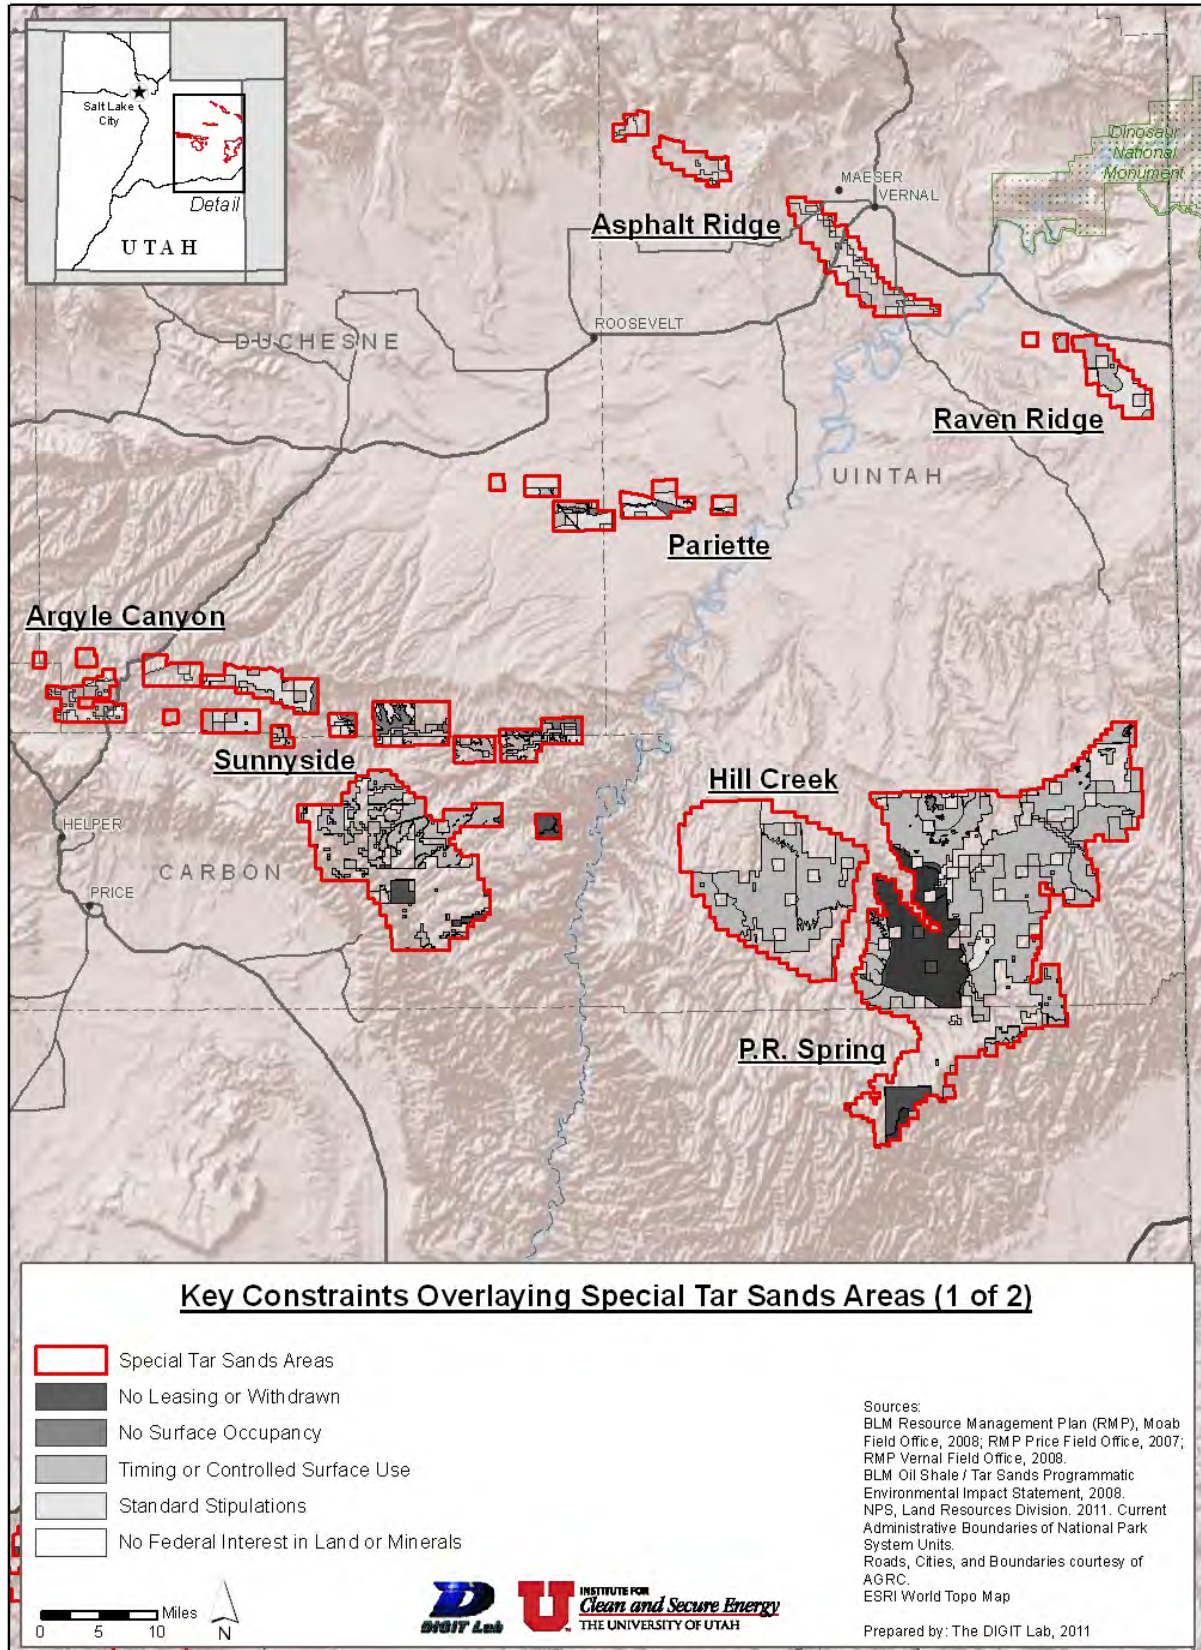 Salt Lake
City
Detail
UTAH
Dinosaur
National
Monument
MAESER
VERNAL
Asphalt Ridge
ROOSEVELT
DUCHESNE
Raven Ridge
UINTAH
Pariette
Argyle Canyon
Sunnyside
Hill Creek
HELPER
CARBON
PRICE
P.R. Spring
Key Constraints Overlaying Special Tar Sands Areas (1 of 2)
Special Tar Sands Areas
No Leasing or Withdrawn
No Surface Occupancy
Timing or Controlled Surface Use
Standard Stipulations
No Federal Interest in Land or Minerals
Miles
0 5 10
N
DIGIT Lab
U
INSTITUTE FOR
Clean and Secure Energy
THE UNIVERSITY OF UTAH
Sources:
BLM Resource Management Plan (RMP), Moab
Field Office, 2008; RMP Price Field Office, 2007;
RMP Vernal Field Office, 2008.
BLM Oil Shale / Tar Sands Programmatic
Environmental Impact Statement, 2008.
NPS, Land Resources Division. 2011. Current
Administrative Boundaries of National Park
System Units.
Roads, Cities, and Boundaries courtesy of
AGRC.
ESRI World Topo Map
Prepared by: The DIGIT Lab, 2011